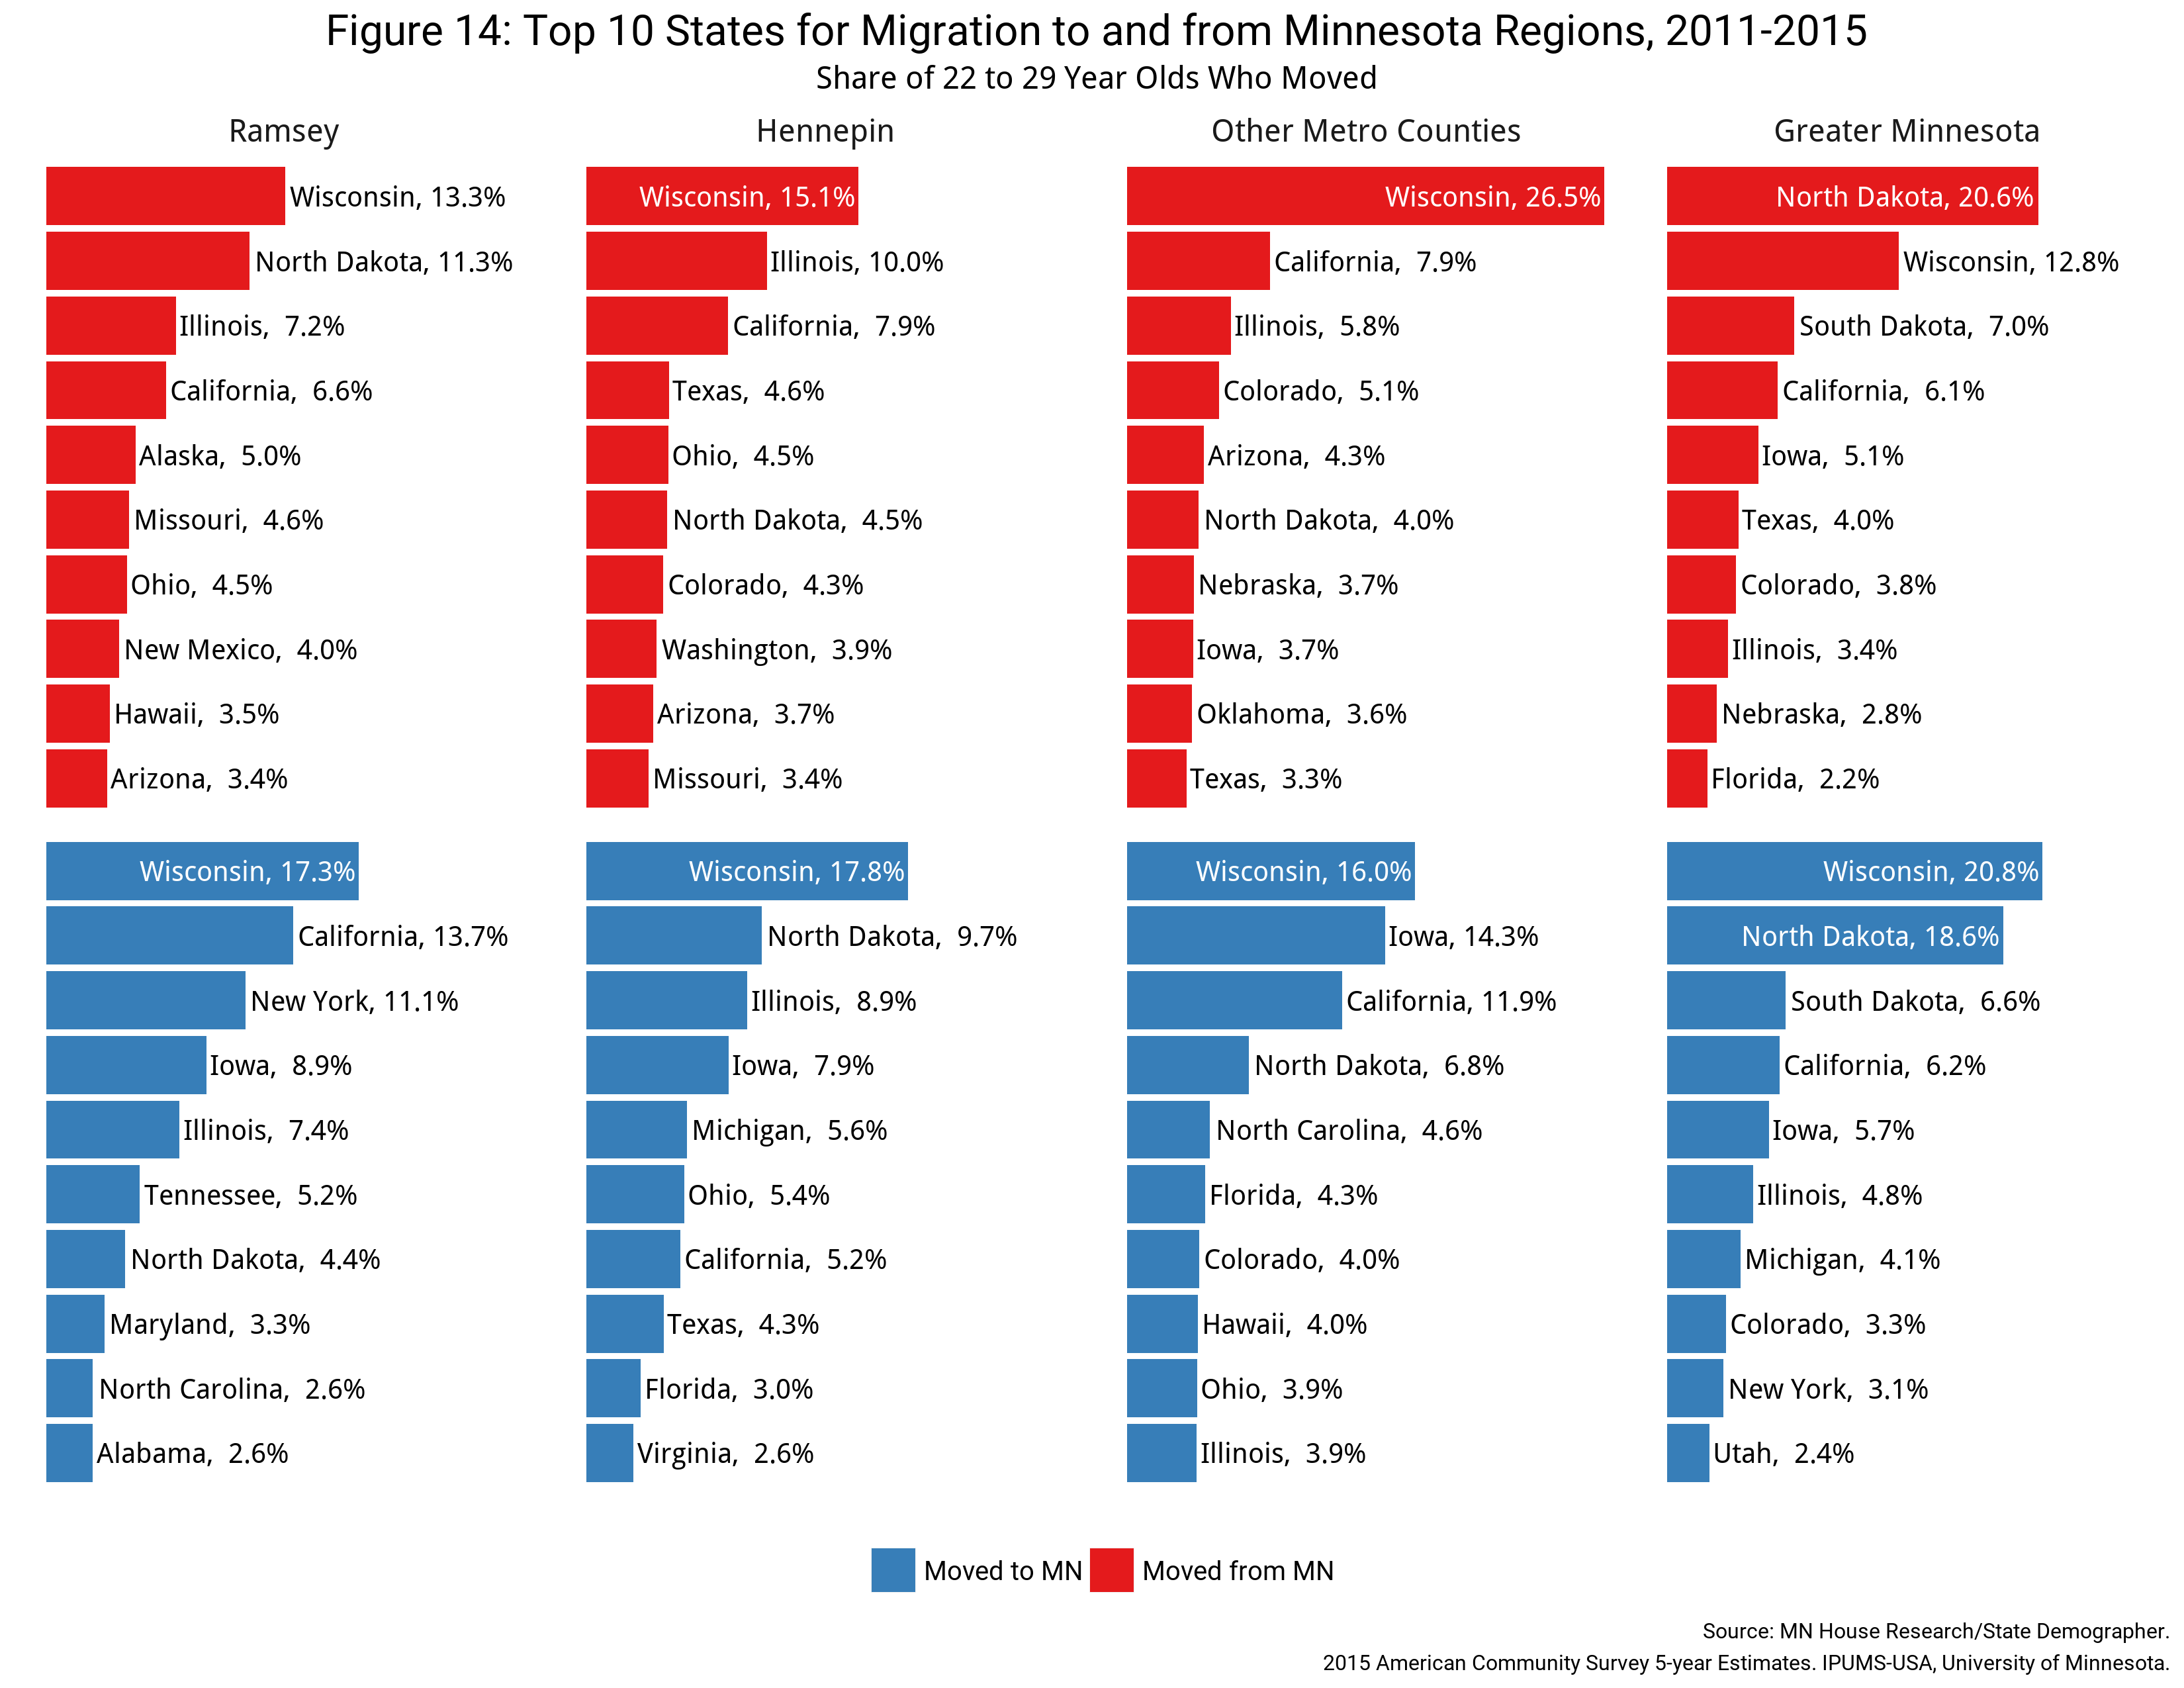 Figure 14: Top 10 States for Migration to and from Minnesota Regions, 2011-2015
Share of 22 to 29 Year Olds Who Moved
Ramsey
Wisconsin, 13.3%
North Dakota, 11.3%
Illinois, 7.2%
California, 6.6%
Alaska, 5.0%
Missouri, 4.6%
Ohio, 4.5%
New Mexico, 4.0%
Hawaii, 3.5%
Arizona, 3.4%
Wisconsin, 17.3%
California, 13.7%
New York, 11.1%
Iowa, 8.9%
Illinois, 7.4%
Tennessee, 5.2%
North Dakota, 4.4%
Maryland, 3.3%
North Carolina, 2.6%
Alabama, 2.6%
Hennepin
Wisconsin, 15.1%
Illinois, 10.0%
California, 7.9%
Texas, 4.6%
Ohio, 4.5%
North Dakota, 4.5%
Colorado, 4.3%
Washington, 3.9%
Arizona, 3.7%
Missouri, 3.4%
Wisconsin, 17.8%
North Dakota, 9.7%
Illinois, 8.9%
Iowa, 7.9%
Michigan, 5.6%
Ohio, 5.4%
California, 5.2%
Texas, 4.3%
Florida, 3.0%
Virginia, 2.6%
Other Metro Counties
Wisconsin, 26.5%
California, 7.9%
Illinois, 5.8%
Colorado, 5.1%
Arizona, 4.3%
North Dakota, 4.0%
Nebraska, 3.7%
Iowa, 3.7%
Oklahoma, 3.6%
Texas, 3.3%
Wisconsin, 16.0%
Iowa, 14.3%
California, 11.9%
North Dakota, 6.8%
North Carolina, 4.6%
Florida, 4.3%
Colorado, 4.0%
Hawaii, 4.0%
Ohio, 3.9%
Illinois, 3.9%
Greater Minnesota
North Dakota, 20.6%
Wisconsin, 12.8%
South Dakota, 7.0%
California, 6.1%
Iowa, 5.1%
Texas, 4.0%
Colorado, 3.8%
Illinois, 3.4%
Nebraska, 2.8%
Florida, 2.2%
Wisconsin, 20.8%
North Dakota, 18.6%
South Dakota, 6.6%
California, 6.2%
Iowa, 5.7%
Illinois, 4.8%
Michigan, 4.1%
Colorado, 3.3%
New York, 3.1%
Utah, 2.4%
Moved to MN
Moved from MN
Source: MN House Research/State Demographer.
2015 American Community Survey 5-year Estimates. IPUMS-USA, University of Minnesota.